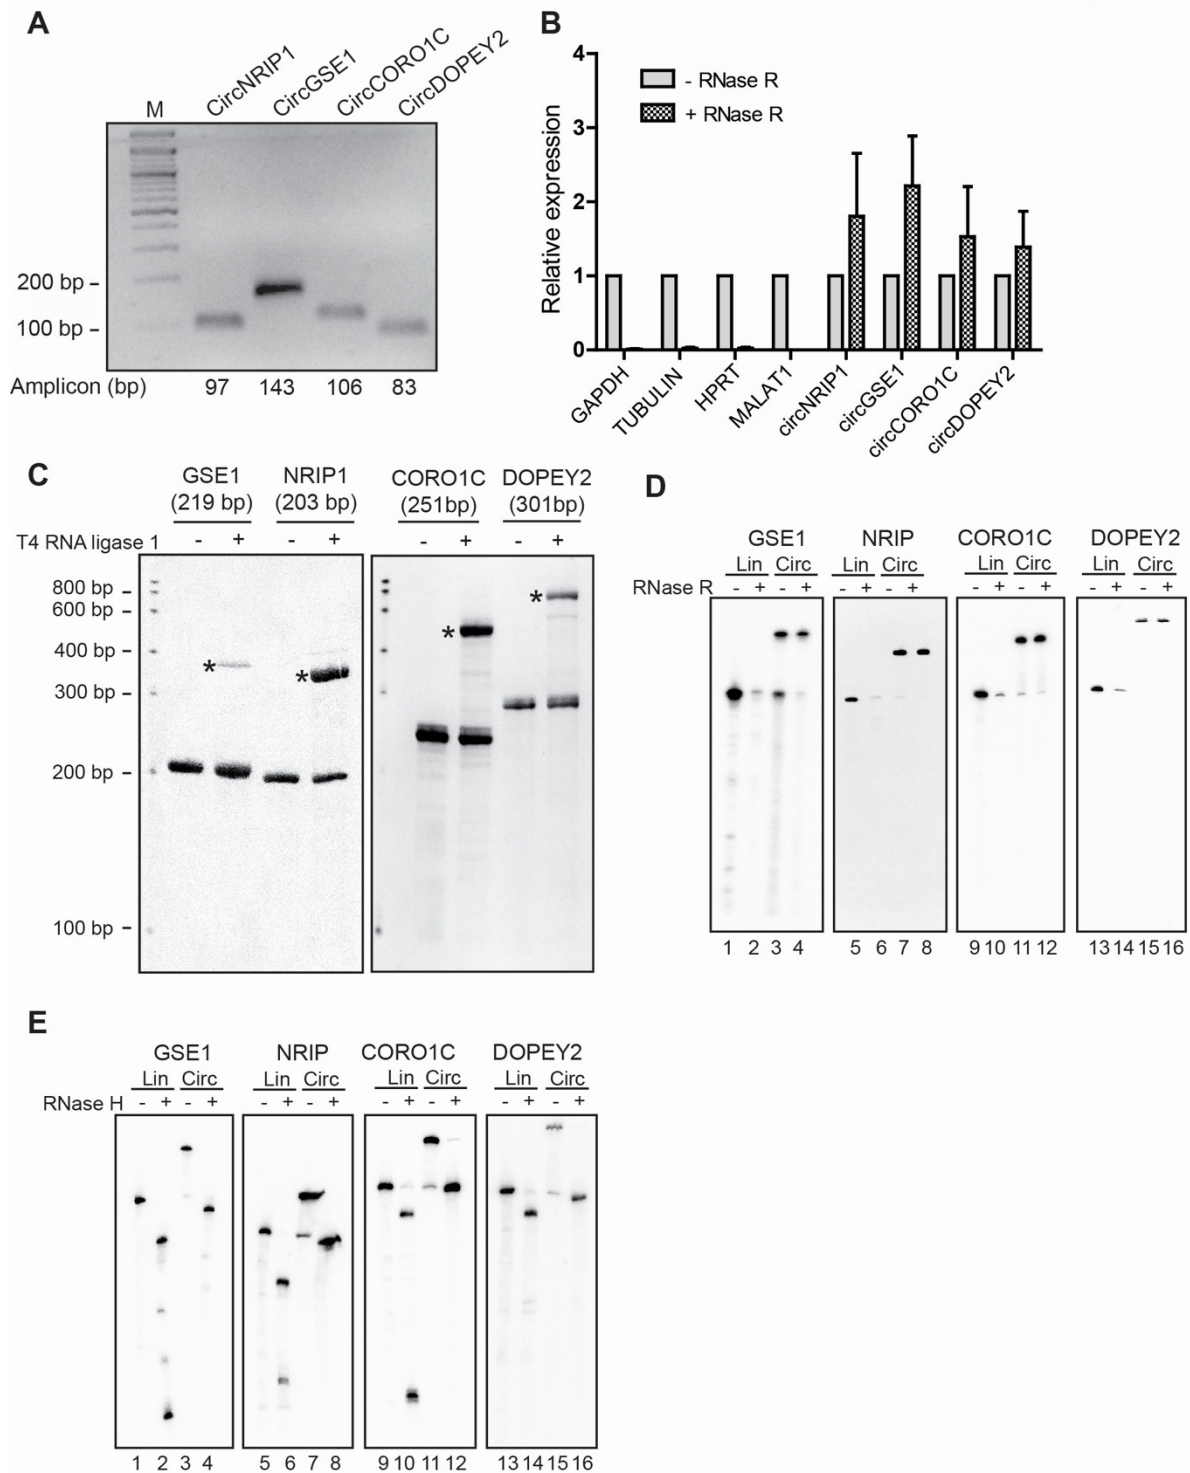 A
CircNRIP1 CircGSE1 CircCORO1C CircDOPEY2
M
200 bp -
100 bp -
Amplicon (bp) 97 143 106 83
B
Relative expression
4
3
2
1
0
- RNase R
+ RNase R
GAPDH TUBULIN HPRT MALAT1 circNRIP1 circGSE1 circCORO1C circDOPEY2
C
GSE1 NRIP1 CORO1C DOPEY2
(219 bp) (203 bp) (251bp) (301bp)
T4 RNA ligase 1 - + - + - + - +
800 bp -
600 bp -
400 bp -
300 bp -
200 bp -
100 bp -
* * * *
D
GSE1 NRIP CORO1C DOPEY2
Lin Circ Lin Circ Lin Circ Lin Circ
RNase R - + - + - + - + - + - + - + - +
1 2 3 4 5 6 7 8 9 10 11 12 13 14 15 16
E
GSE1 NRIP CORO1C DOPEY2
Lin Circ Lin Circ Lin Circ Lin Circ
RNase H - + - + - + - + - + - + - + - +
1 2 3 4 5 6 7 8 9 10 11 12 13 14 15 16